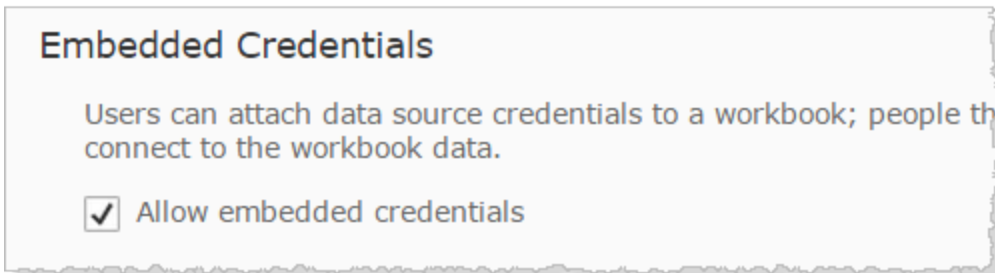 Embedded Credentials
Users can attach data source credentials to a workbook; people
connect to the workbook data.
Allow embedded credentials